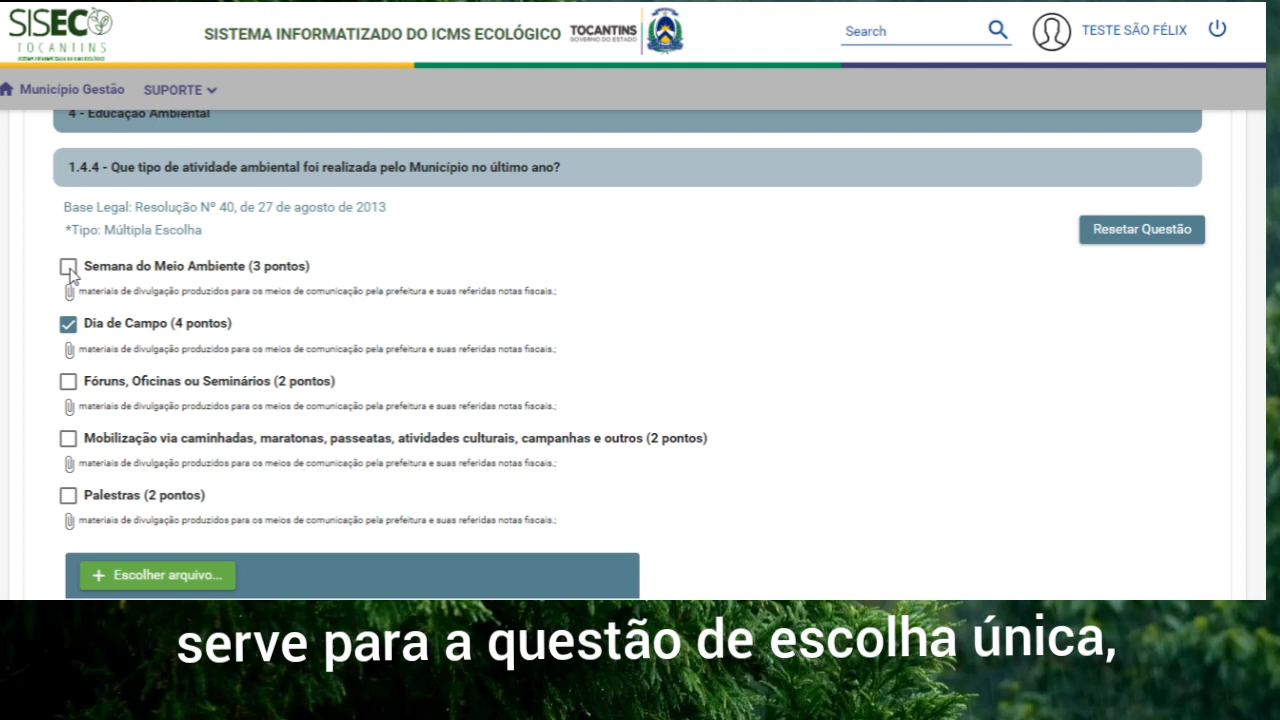 SISECO
TOCANTINS
SISTEMA INFORMATIZADO DO ICMS ECOLÓGICO
TOCANTINS
GOVERNO DO ESTADO
Search
TESTE SÃO FÉLIX
Município Gestão
SUPORTE
4 - Educação Ambiental
1.4.4 - Que tipo de atividade ambiental foi realizada pelo Município no último ano?
Base Legal: Resolução Nº 40, de 27 de agosto de 2013
*Tipo: Múltipla Escolha
Resetar Questão
Semana do Meio Ambiente (3 pontos)
materiais de divulgação produzidos para os meios de comunicação pela prefeitura e suas referidas notas fiscais.;
Dia de Campo (4 pontos)
materiais de divulgação produzidos para os meios de comunicação pela prefeitura e suas referidas notas fiscais.;
Fóruns, Oficinas ou Seminários (2 pontos)
materiais de divulgação produzidos para os meios de comunicação pela prefeitura e suas referidas notas fiscais.;
Mobilização via caminhadas, maratonas, passeatas, atividades culturais, campanhas e outros (2 pontos)
materiais de divulgação produzidos para os meios de comunicação pela prefeitura e suas referidas notas fiscais.;
Palestras (2 pontos)
materiais de divulgação produzidos para os meios de comunicação pela prefeitura e suas referidas notas fiscais.;
+ Escolher arquivo...
serve para a questão de escolha única,